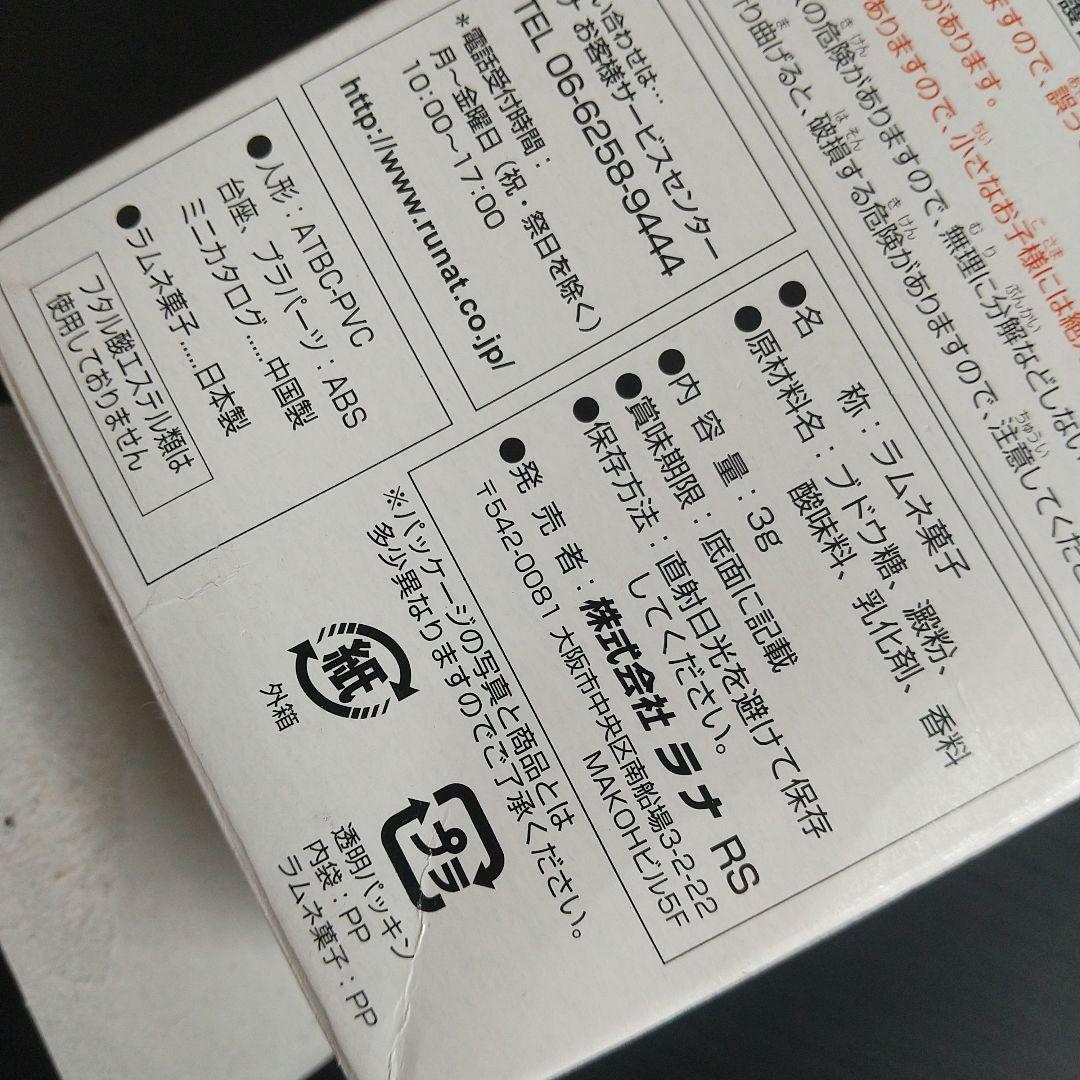 ますので、誤っ
があります。
ありますので、小さなお子様には絶
の危険がありますので、無理に分解などしない
り曲げると、破損する危険がありますので、注意してくだ
い合わせは…
お客様サービスセンター
TEL 06-6258-9444
*電話受付時間：
月～金曜日（祝・祭日を除く）
10:00～17:00
http://www.runat.co.jp/
●人形：ATBC-PVC
台座、プラパーツ：ABS
ミニカタログ……中国製
●ラムネ菓子……日本製
フタル酸エステル類は
使用しておりません
●名　称：ラムネ菓子
●原材料名：ブドウ糖、澱粉、
酸味料、乳化剤、香料
●内容量：3g
●賞味期限：底面に記載
●保存方法：直射日光を避けて保存
してください。
●発売者：株式会社 ラナ RS
〒542-0081 大阪市中央区南船場3-2-22
MAKOHビル5F
※パッケージの写真と商品とは
多少異なりますのでご了承ください。
紙
外箱
プラ
透明パッキン
内袋：PP
ラムネ菓子：PP